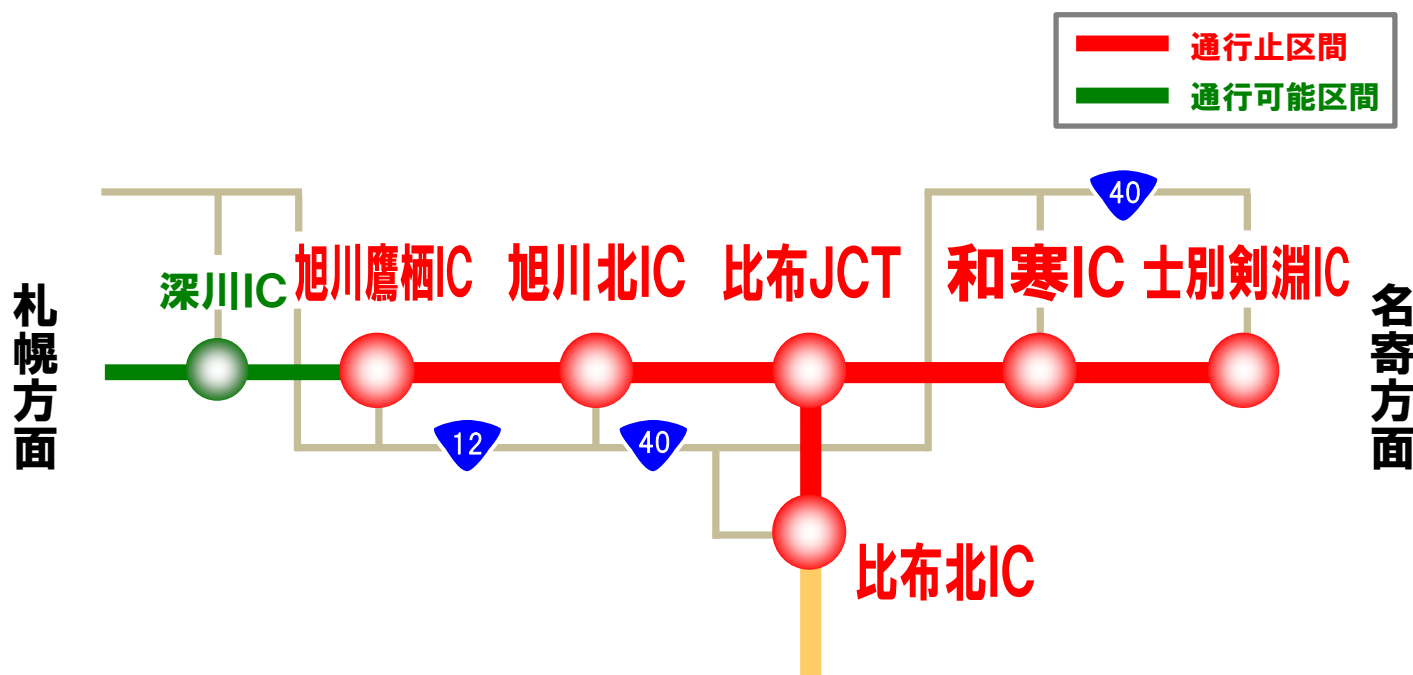 通行止区間
通行可能区間
40
深川IC
旭川鷹栖IC
旭川北IC
比布JCT
和寒IC
士別剣淵IC
札幌方面
名寄方面
12
40
比布北IC